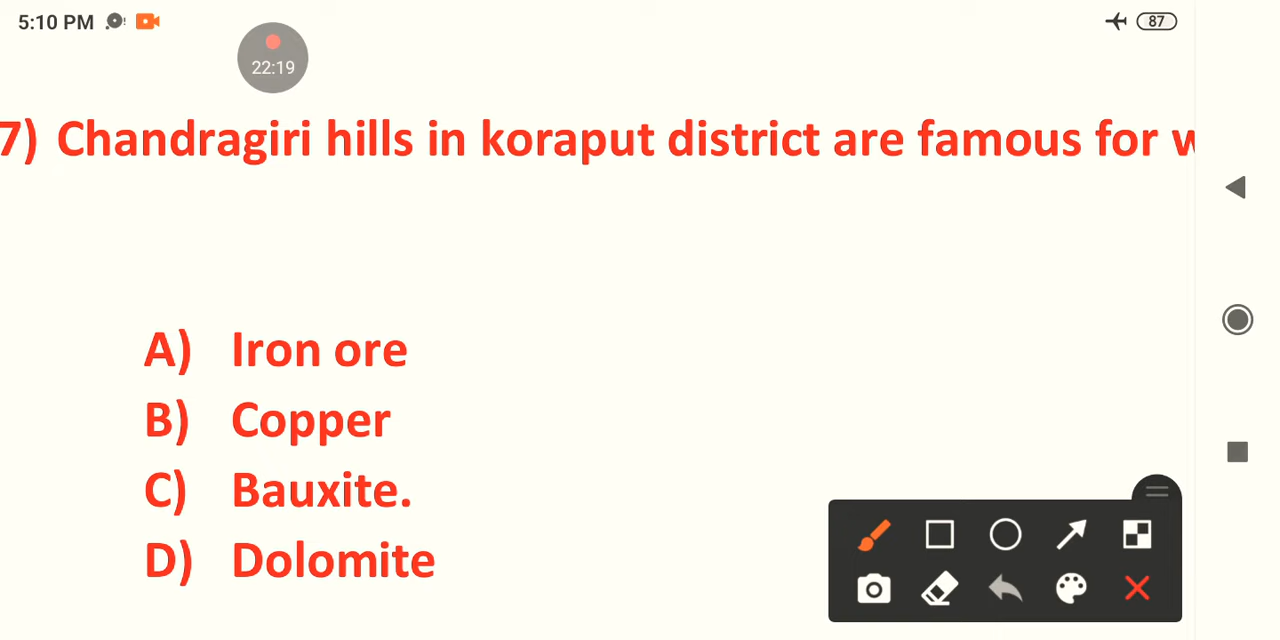 5:10 PM
87
22:19
7) Chandragiri hills in koraput district are famous for
A) Iron ore
B) Copper
C) Bauxite.
D) Dolomite